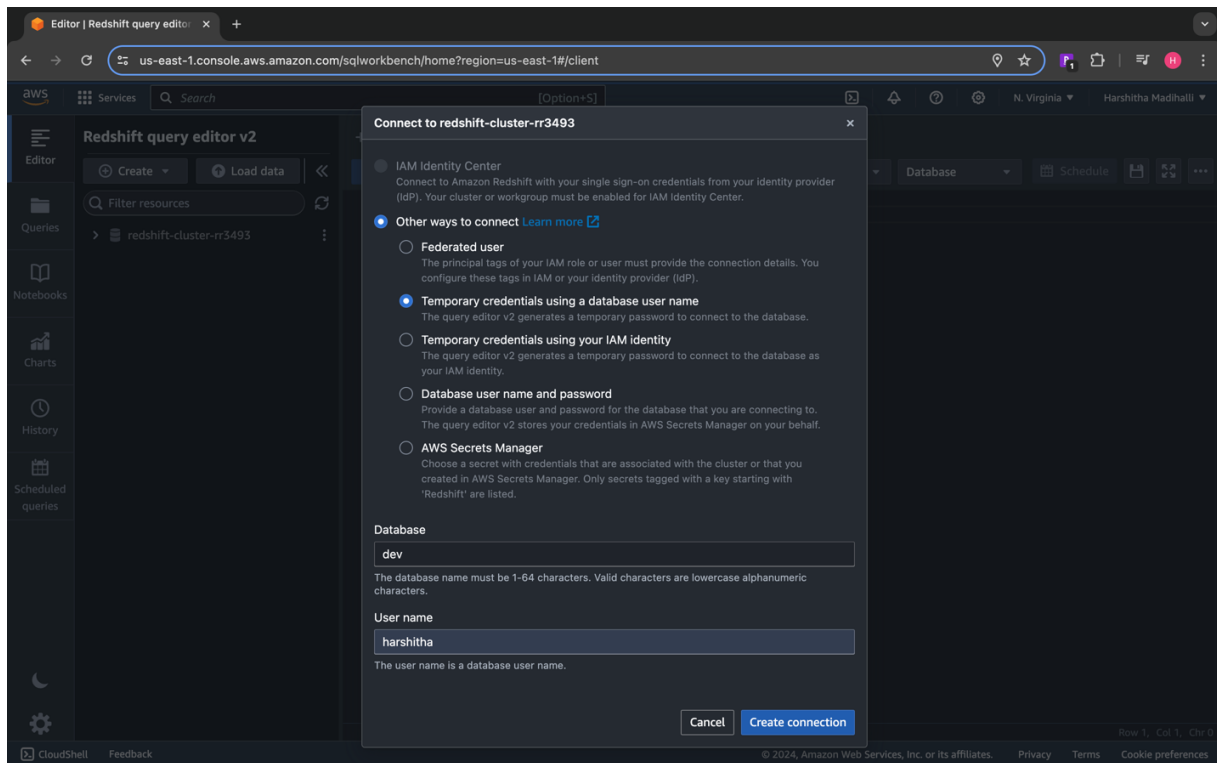 Editor | Redshift query editor
us-east-1.console.aws.amazon.com/sqlworkbench/home?region=us-east-1#/client
1
H
aws
Services
Search
[Option+S]
N. Virginia
Harshitha Madihalli
Editor
Queries
Notebooks
Charts
History
Scheduled
queries
Redshift query editor v2
Create
Load data
Filter resources
redshift-cluster-rr3493
Database
Schedule
Connect to redshift-cluster-rr3493
IAM Identity Center
Connect to Amazon Redshift with your single sign-on credentials from your identity provider
(IdP). Your cluster or workgroup must be enabled for IAM Identity Center.
Other ways to connect Learn more
Federated user
The principal tags of your IAM role or user must provide the connection details. You
configure these tags in IAM or your identity provider (IdP).
Temporary credentials using a database user name
The query editor v2 generates a temporary password to connect to the database.
Temporary credentials using your IAM identity
The query editor v2 generates a temporary password to connect to the database as
your IAM identity.
Database user name and password
Provide a database user and password for the database that you are connecting to.
The query editor v2 stores your credentials in AWS Secrets Manager on your behalf.
AWS Secrets Manager
Choose a secret with credentials that are associated with the cluster or that you
created in AWS Secrets Manager. Only secrets tagged with a key starting with
'Redshift' are listed.
Database
dev
The database name must be 1-64 characters. Valid characters are lowercase alphanumeric
characters.
User name
harshitha
The user name is a database user name.
Cancel
Create connection
Row 1, Col 1, Chr 0
CloudShell
Feedback
© 2024, Amazon Web Services, Inc. or its affiliates.
Privacy
Terms
Cookie preferences